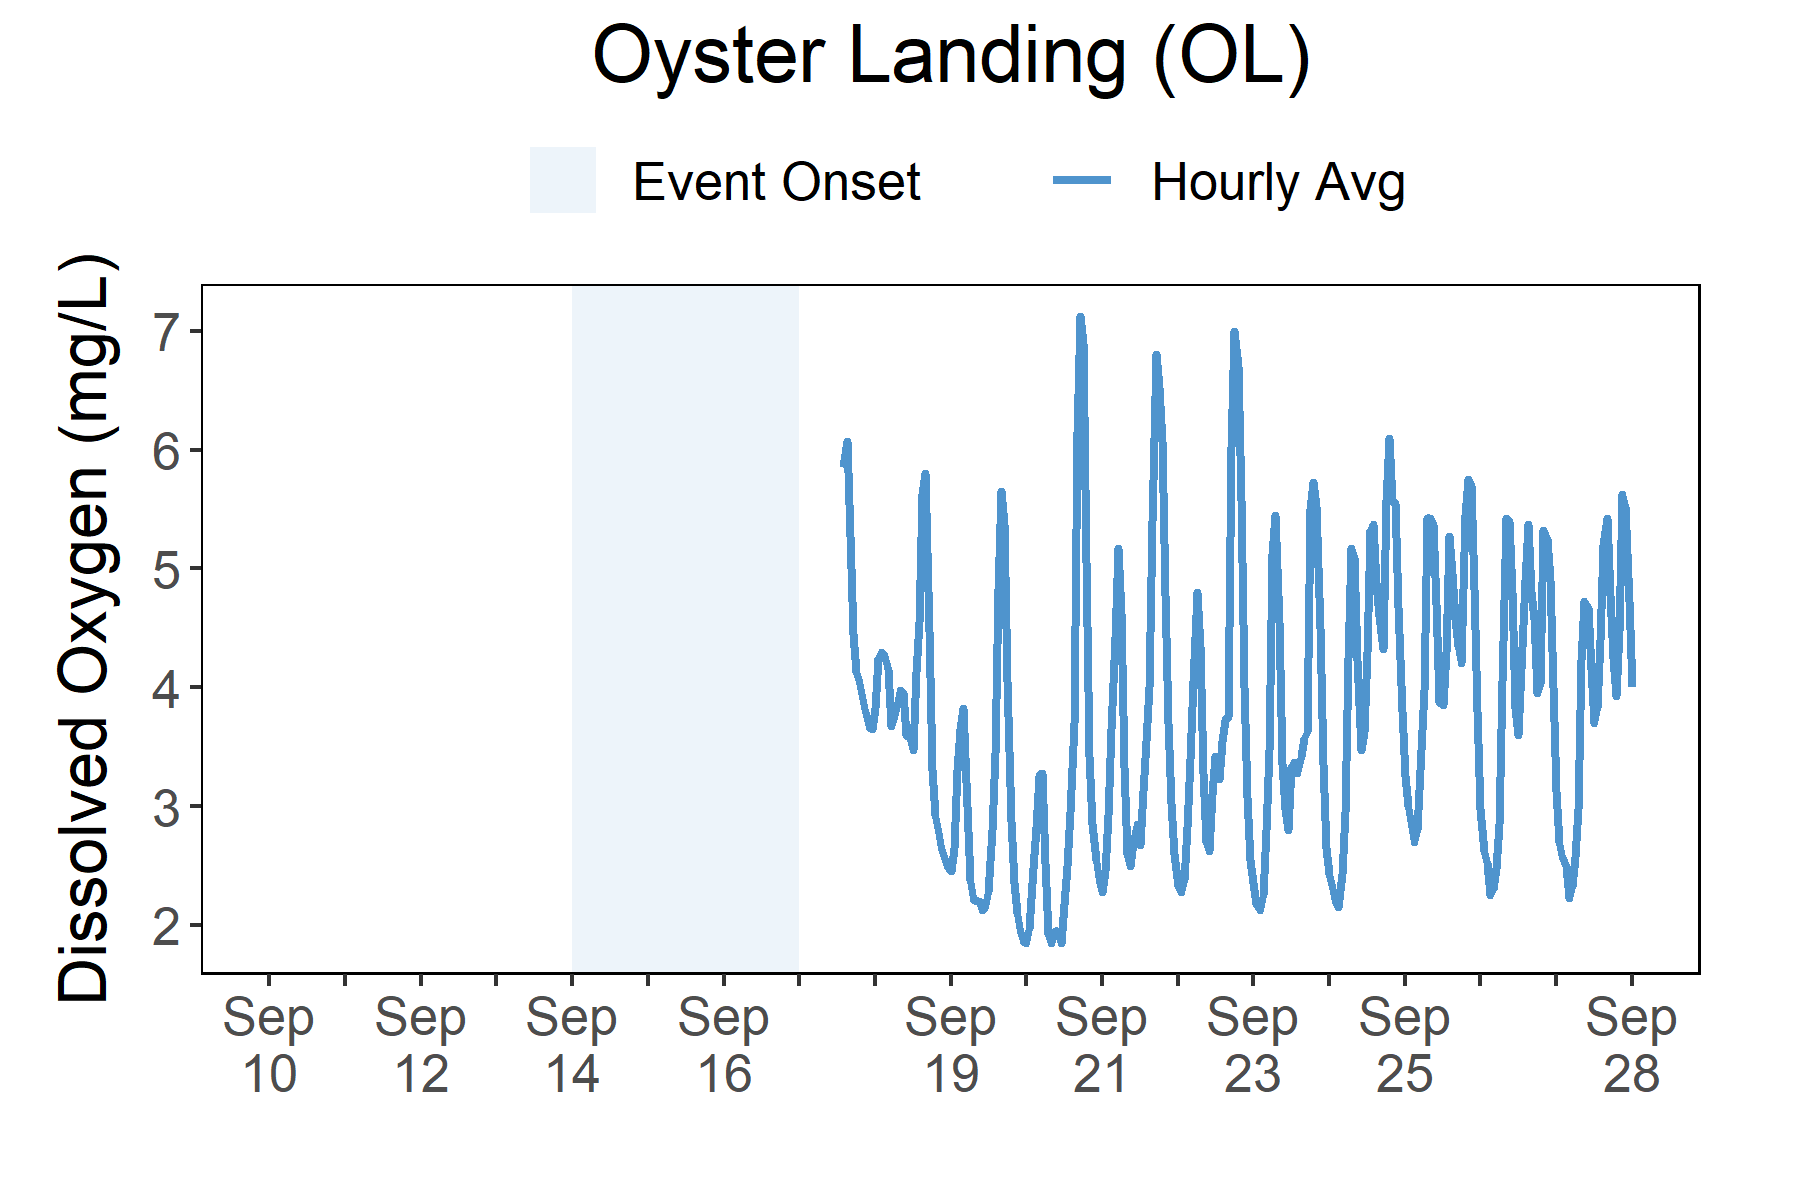 Oyster Landing (OL)
Event Onset Hourly Avg
Dissolved Oxygen (mg/L)
7
6
5
4
3
2
Sep Sep Sep Sep Sep Sep Sep Sep Sep
10 12 14 16 19 21 23 25 28